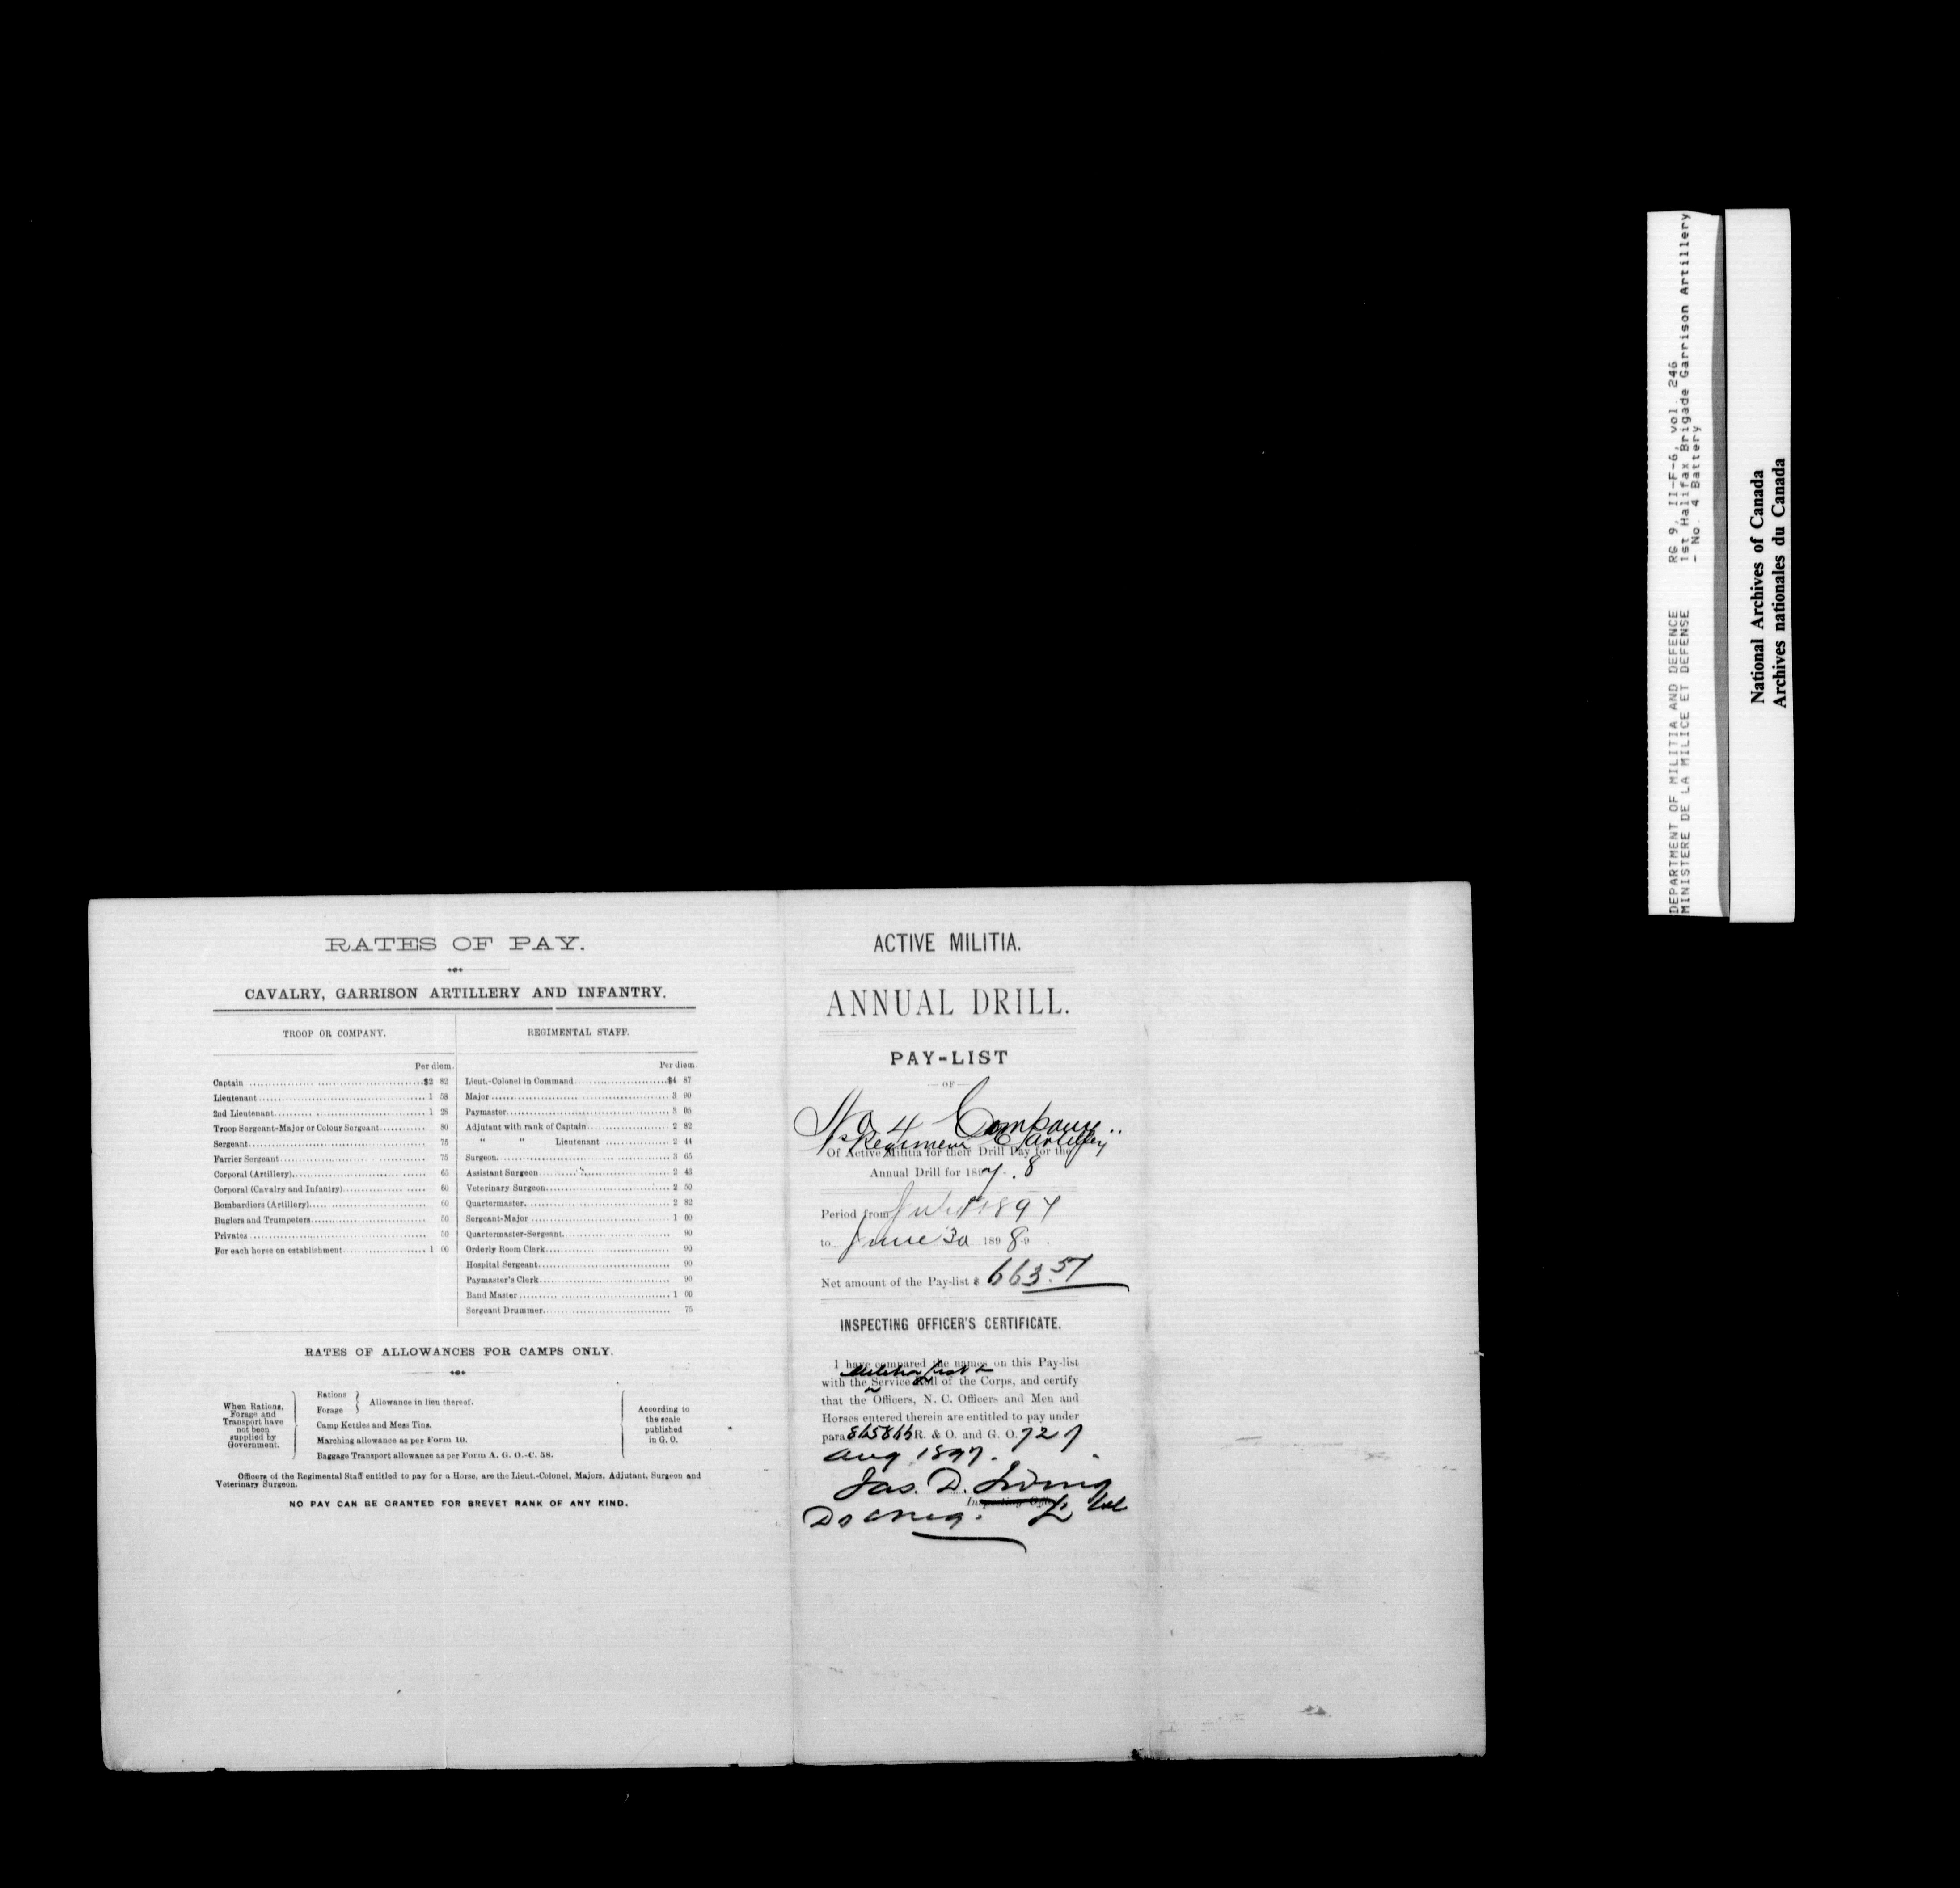 RATES OF PAY.
CAVALRY, GARRISON ARTILLERY AND INFANTRY.
TROOP OR COMPANY.
Per diem.
Captain $2 82
Lieutenant 1 58
2nd Lieutenant 1 28
Troop Sergeant-Major or Colour Sergeant 80
Sergeant 75
Farrier Sergeant 75
Corporal (Artillery) 65
Corporal (Cavalry and Infantry) 60
Bombardiers (Artillery) 60
Buglers and Trumpeters 50
Privates 50
For each horse on establishment 1 00
REGIMENTAL STAFF.
Per diem.
Lieut.-Colonel in Command $4 87
Major 3 90
Paymaster 3 05
Adjutant with rank of Captain 2 82
" " Lieutenant 2 44
Surgeon 3 65
Assistant Surgeon 2 43
Veterinary Surgeon 2 50
Quartermaster 2 82
Sergeant-Major 1 00
Quartermaster-Sergeant 90
Orderly Room Clerk 90
Hospital Sergeant 90
Paymaster's Clerk 90
Band Master 1 00
Sergeant Drummer 75
RATES OF ALLOWANCES FOR CAMPS ONLY.
When Rations, Forage and Transport have not been supplied by Government.
Rations
Forage
Allowance in lieu thereof.
Camp Kettles and Mess Tins.
Marching allowance as per Form 10.
Baggage Transport allowance as per Form A. G. O.-C. 58.
According to the scale published in G. O.
Officers of the Regimental Staff entitled to pay for a Horse, are the Lieut.-Colonel, Majors, Adjutant, Surgeon and
Veterinary Surgeon.
NO PAY CAN BE GRANTED FOR BREVET RANK OF ANY KIND.
ACTIVE MILITIA.
ANNUAL DRILL.
PAY-LIST
—OF—
No 4 Company
1st Regiment C Artillery
Of Active Militia for their Drill Pay for the
Annual Drill for 1897.8
Period from July 1 1897
to June 30 1898
Net amount of the Pay-list $ 663.57
INSPECTING OFFICER'S CERTIFICATE.
I have compared the names on this Pay-list
Militia List &
with the Service Roll of the Corps, and certify
that the Officers, N. C. Officers and Men and
Horses entered therein are entitled to pay under
para 865866 R. & O. and G. O. 727
Aug 1897.
Jas. D. Irving
Inspecting Officer
Lt Col
DEPARTMENT OF MILITIA AND DEFENCE
MINISTERE DE LA MILICE ET DEFENSE
RG 9, II-F-6, vol. 246
1st Halifax Brigade Garrison Artillery
- No. 4 Battery
National Archives of Canada
Archives nationales du Canada